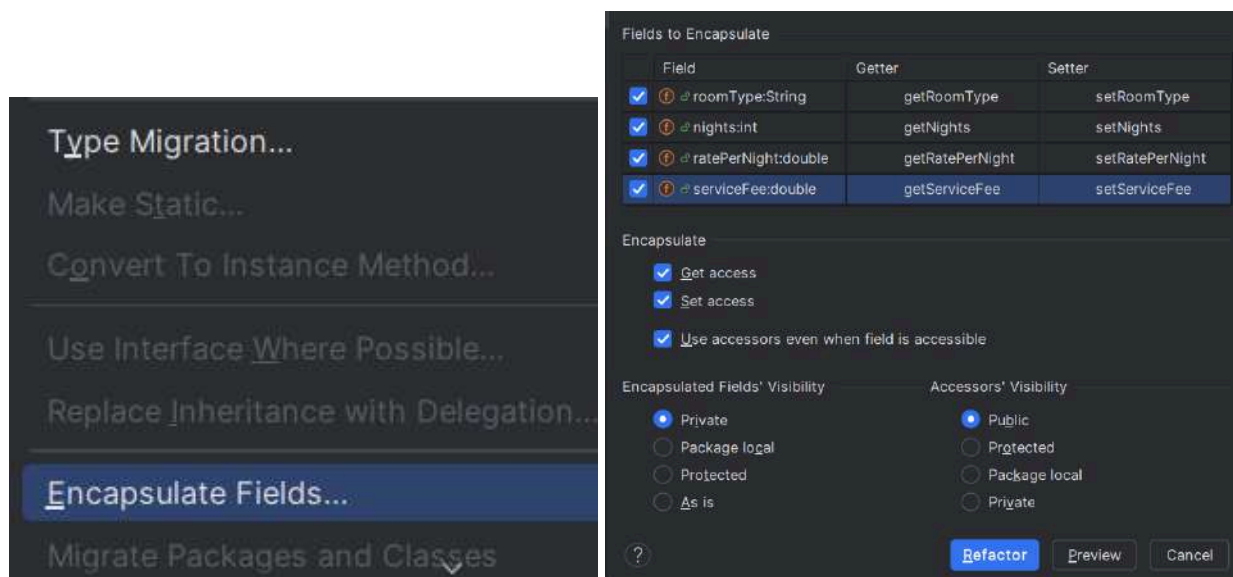 Type Migration...
Make Static...
Convert To Instance Method...
Use Interface Where Possible...
Replace Inheritance with Delegation...
Encapsulate Fields...
Migrate Packages and Classes
Fields to Encapsulate
Field Getter Setter
roomType:String getRoomType setRoomType
nights:int getNights setNights
ratePerNight:double getRatePerNight setRatePerNight
serviceFee:double getServiceFee setServiceFee
Encapsulate
Get access
Set access
Use accessors even when field is accessible
Encapsulated Fields' Visibility Accessors' Visibility
Private Public
Package local Protected
Protected Package local
As is Private
? Refactor Preview Cancel